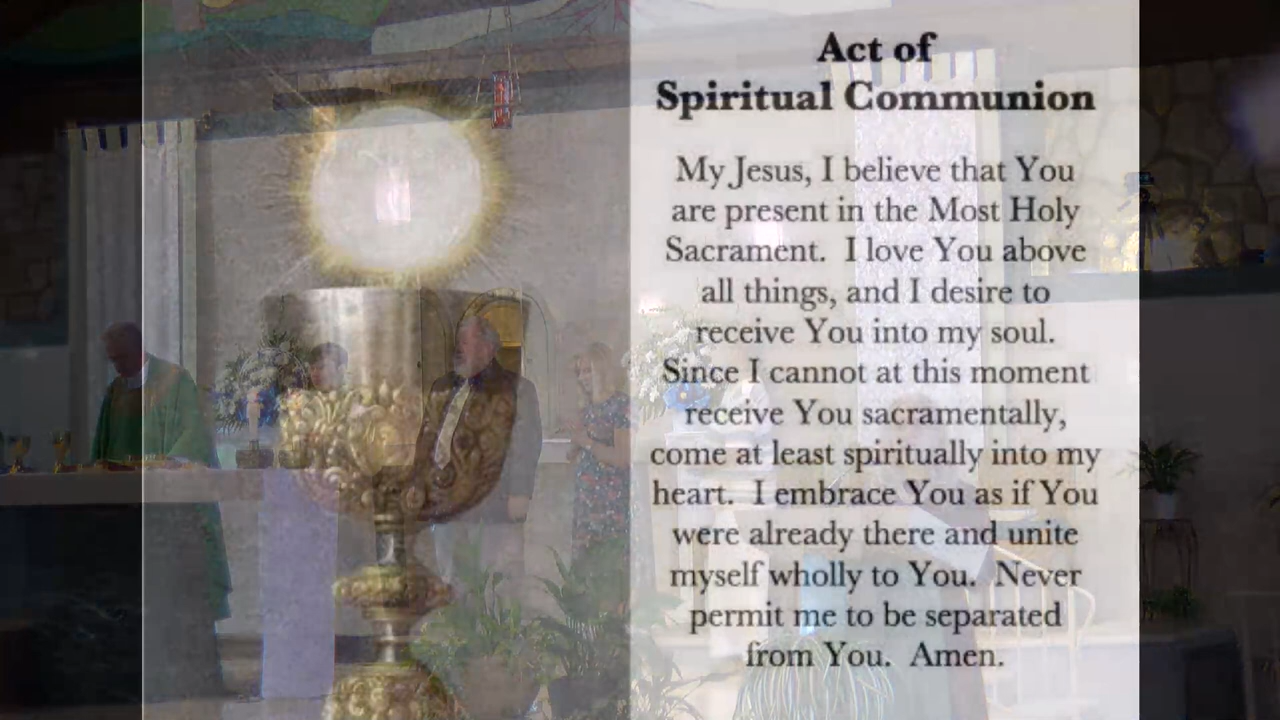 Act of
Spiritual Communion
My Jesus, I believe that You
are present in the Most Holy
Sacrament. I love You above
all things, and I desire to
receive You into my soul.
Since I cannot at this moment
receive You sacramentally,
come at least spiritually into my
heart. I embrace You as if You
were already there and unite
myself wholly to You. Never
permit me to be separated
from You. Amen.